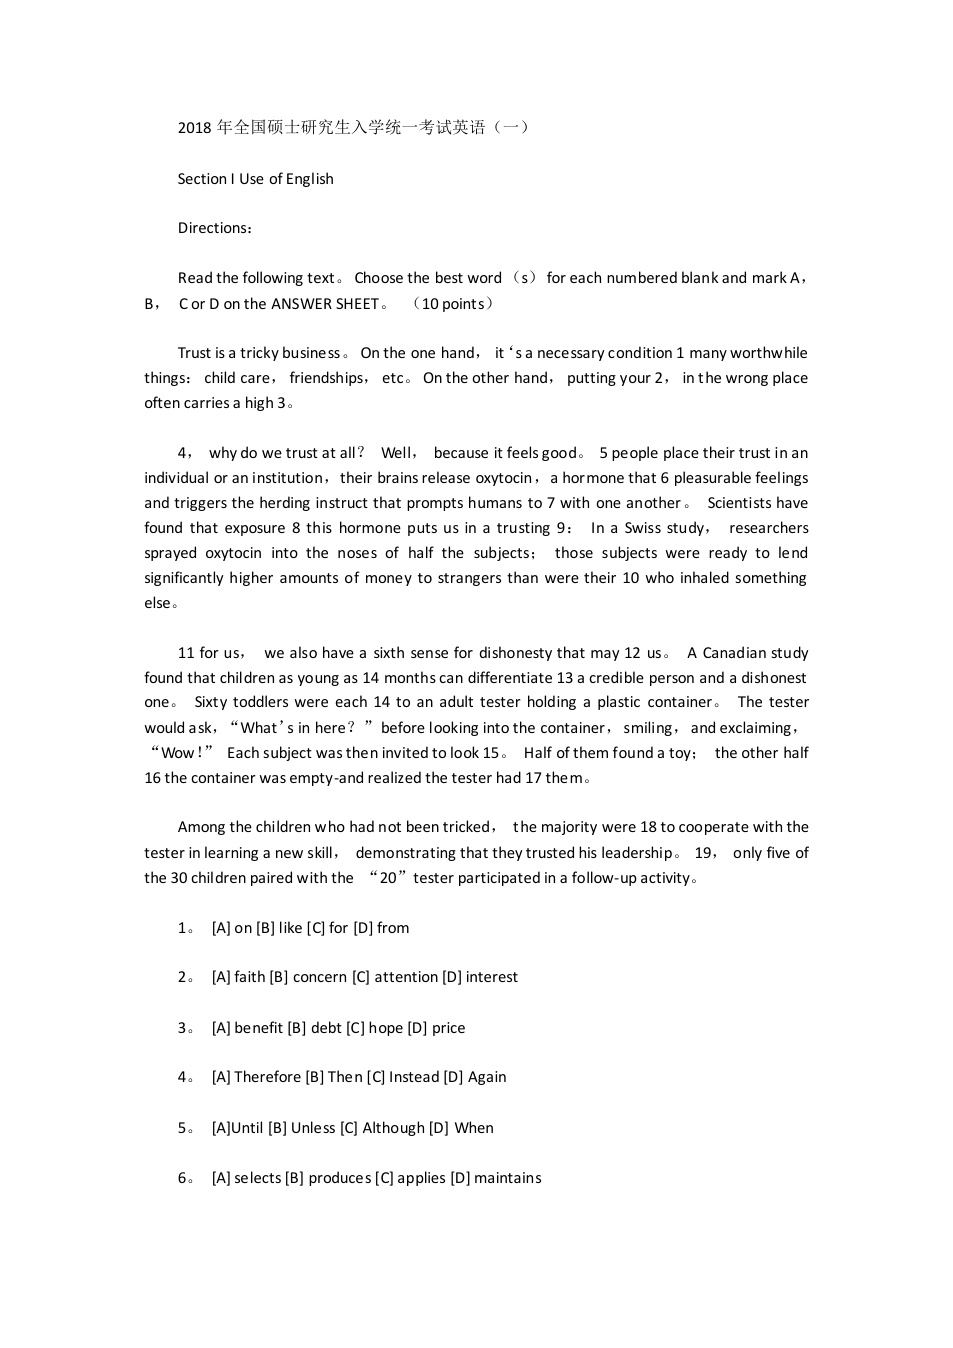 2018 年全国硕士研究生入学统一考试英语（一）
Section I Use of English
Directions：
Read the following text。 Choose the best word （s） for each numbered blank and mark A，
B， C or D on the ANSWER SHEET。 （10 points）
Trust is a tricky business。 On the one hand， it‘s a necessary condition 1 many worthwhile
things： child care， friendships， etc。 On the other hand， putting your 2， in the wrong place
often carries a high 3。
4， why do we trust at all？ Well， because it feels good。 5 people place their trust in an
individual or an institution， their brains release oxytocin， a hormone that 6 pleasurable feelings
and triggers the herding instruct that prompts humans to 7 with one another。 Scientists have
found that exposure 8 this hormone puts us in a trusting 9： In a Swiss study， researchers
sprayed oxytocin into the noses of half the subjects； those subjects were ready to lend
significantly higher amounts of money to strangers than were their 10 who inhaled something
else。
11 for us， we also have a sixth sense for dishonesty that may 12 us。 A Canadian study
found that children as young as 14 months can differentiate 13 a credible person and a dishonest
one。 Sixty toddlers were each 14 to an adult tester holding a plastic container。 The tester
would ask，“What’s in here？” before looking into the container， smiling， and exclaiming，
“Wow！” Each subject was then invited to look 15。 Half of them found a toy； the other half
16 the container was empty-and realized the tester had 17 them。
Among the children who had not been tricked， the majority were 18 to cooperate with the
tester in learning a new skill， demonstrating that they trusted his leadership。 19， only five of
the 30 children paired with the “20”tester participated in a follow-up activity。
1。 [A] on [B] like [C] for [D] from
2。 [A] faith [B] concern [C] attention [D] interest
3。 [A] benefit [B] debt [C] hope [D] price
4。 [A] Therefore [B] Then [C] Instead [D] Again
5。 [A]Until [B] Unless [C] Although [D] When
6。 [A] selects [B] produces [C] applies [D] maintains